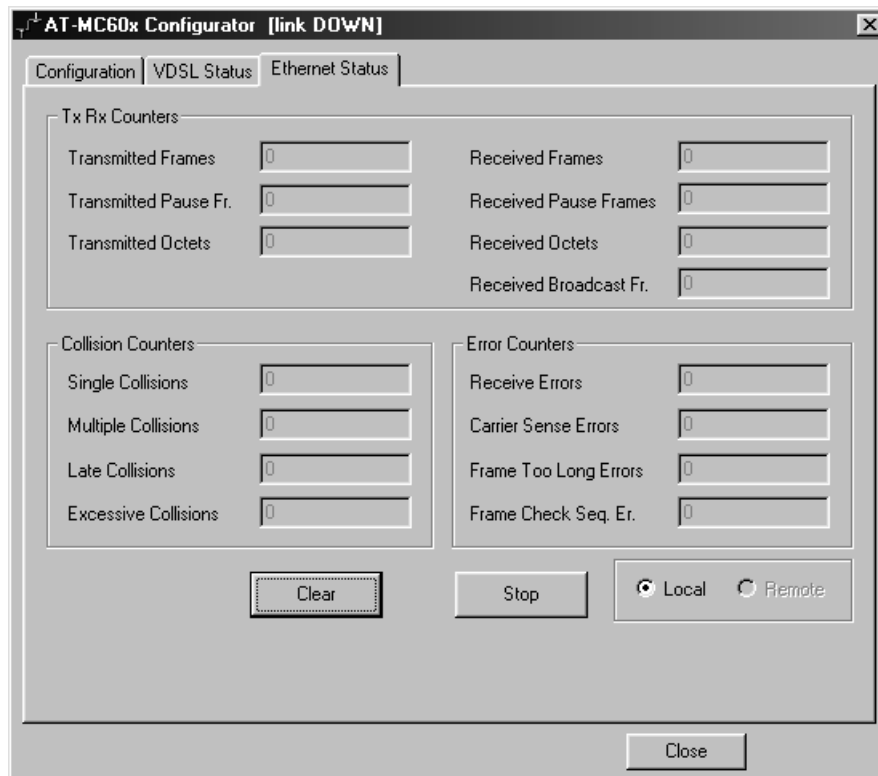 AT-MC60x Configurator [link DOWN]
Configuration VDSL Status Ethernet Status
Tx Rx Counters
Transmitted Frames 0 Received Frames 0
Transmitted Pause Fr. 0 Received Pause Frames 0
Transmitted Octets 0 Received Octets 0
Received Broadcast Fr. 0
Collision Counters
Single Collisions 0
Multiple Collisions 0
Late Collisions 0
Excessive Collisions 0
Error Counters
Receive Errors 0
Carrier Sense Errors 0
Frame Too Long Errors 0
Frame Check Seq. Er. 0
Clear Stop Local Remote
Close